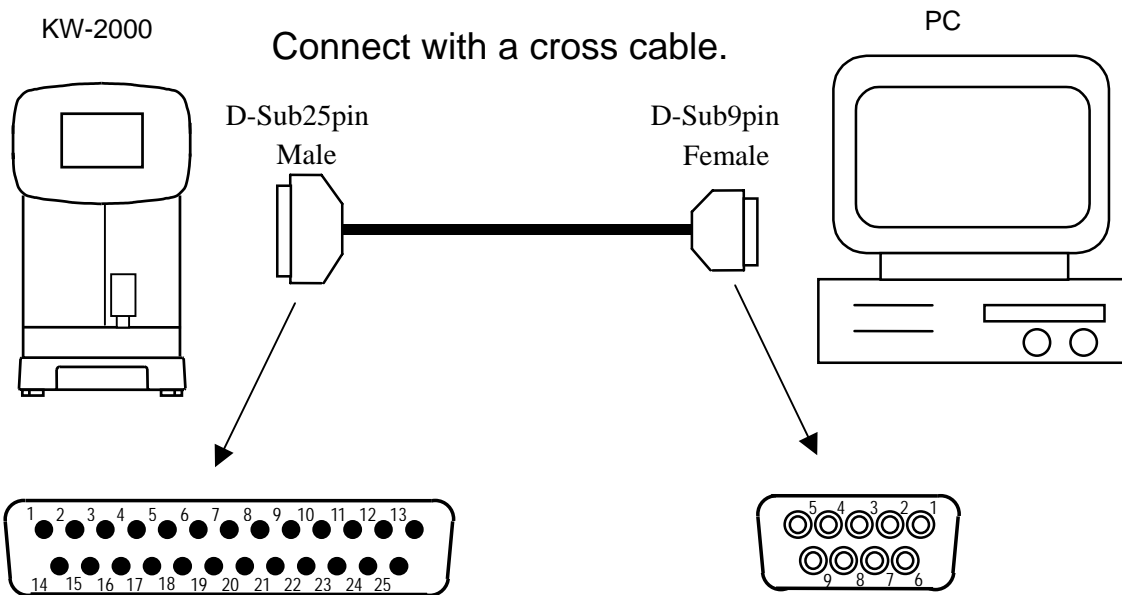 KW-2000
Connect with a cross cable.
PC
D-Sub25pin
Male
D-Sub9pin
Female
1 2 3 4 5 6 7 8 9 10 11 12 13
14 15 16 17 18 19 20 21 22 23 24 25
5 4 3 2 1
9 8 7 6